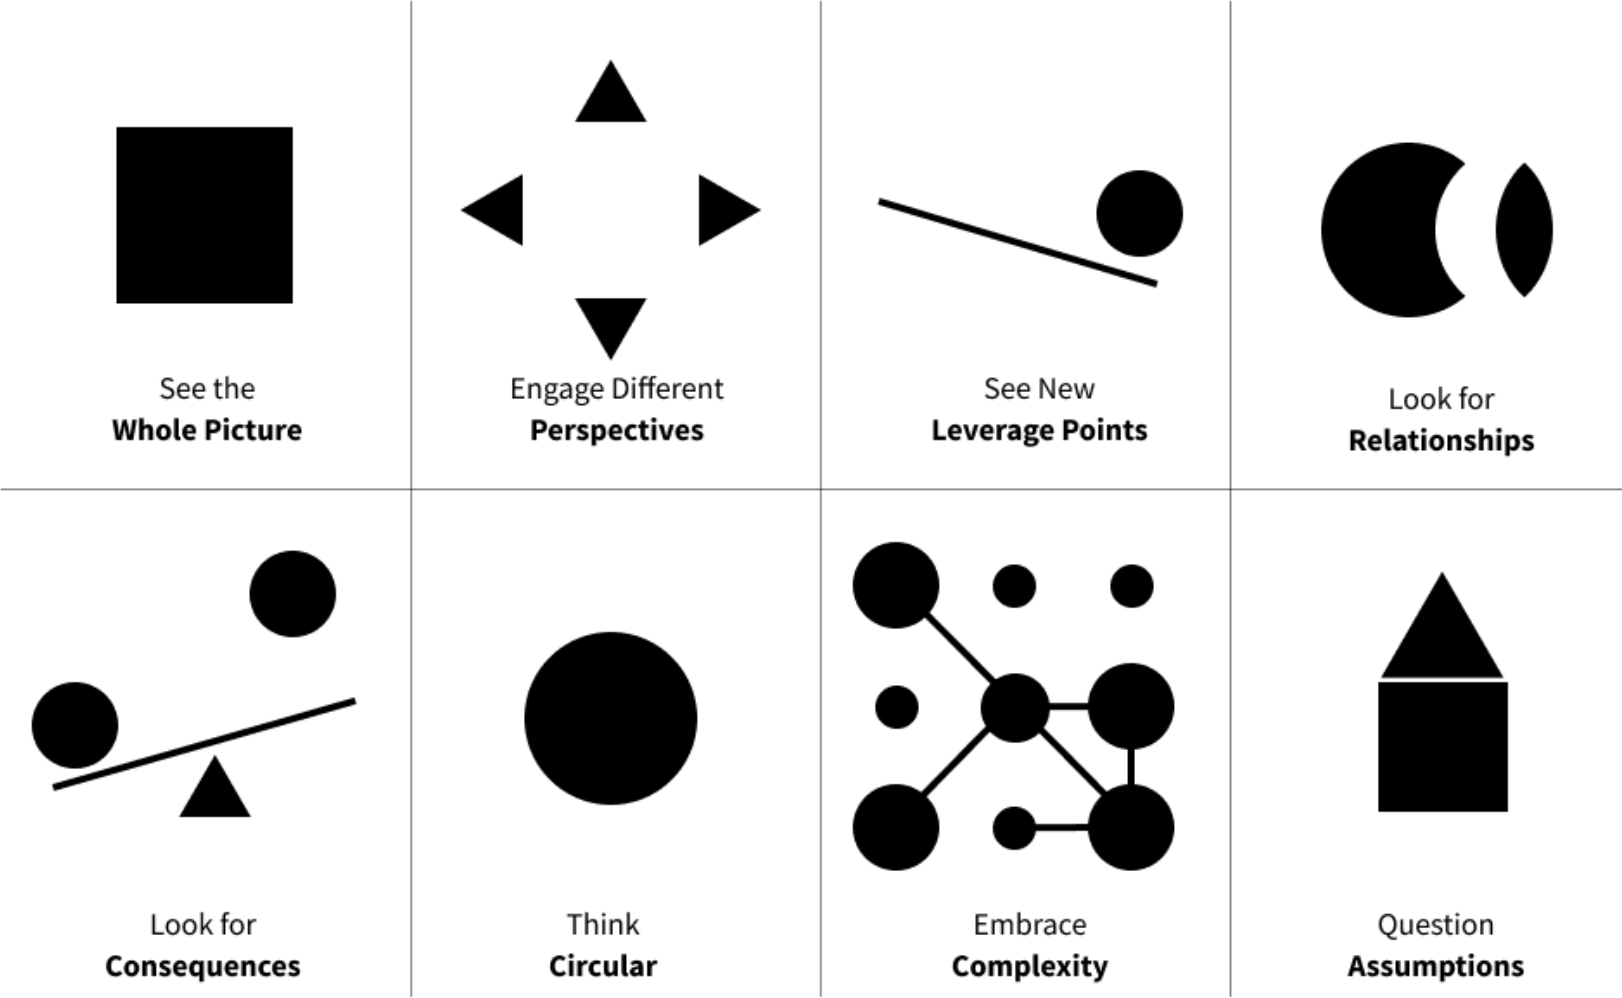 See the
Whole Picture
Engage Different
Perspectives
See New
Leverage Points
Look for
Relationships
Look for
Consequences
Think
Circular
Embrace
Complexity
Question
Assumptions